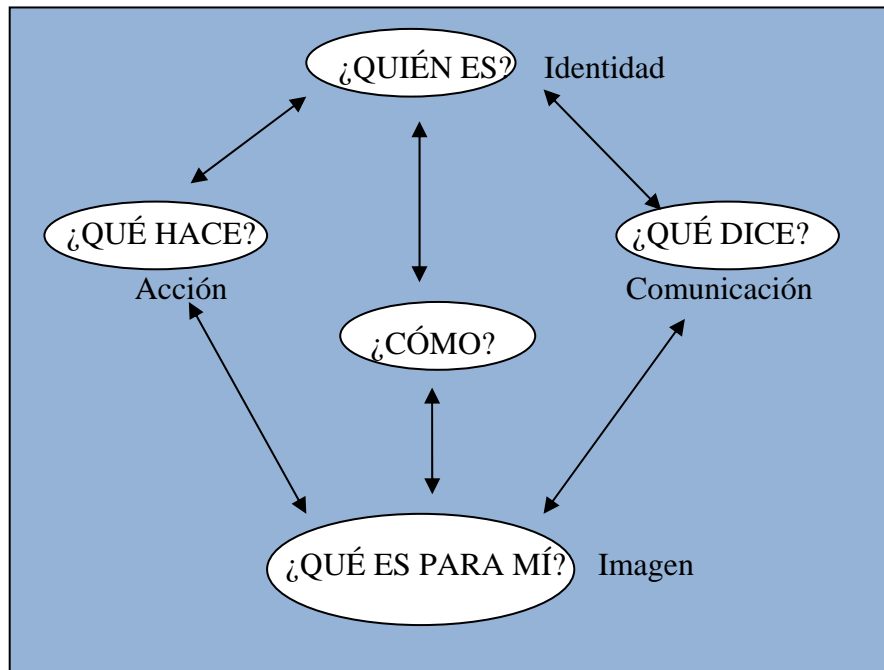 ¿QUIÉN ES? Identidad
¿QUÉ HACE? ¿QUÉ DICE?
Acción Comunicación
¿CÓMO?
¿QUÉ ES PARA MÍ? Imagen